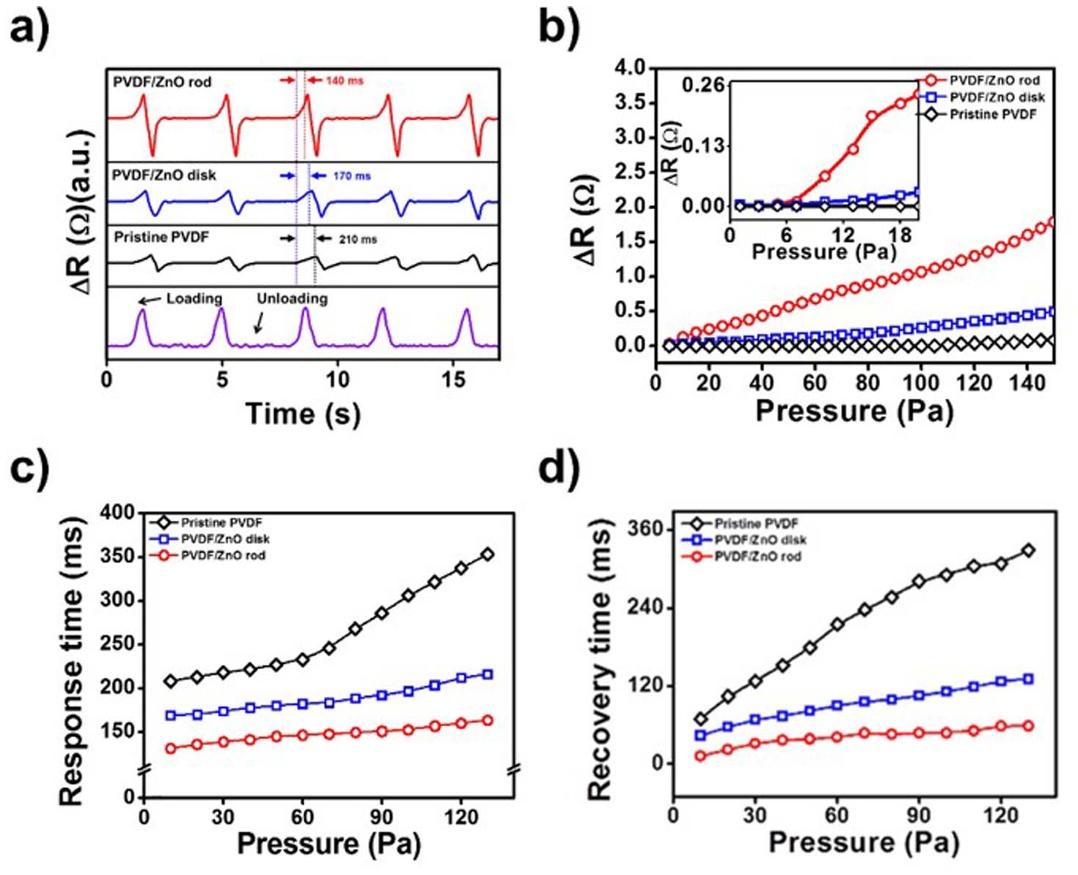 a)
PVDF/ZnO rod
140 ms
PVDF/ZnO disk
170 ms
Pristine PVDF
210 ms
Loading
Unloading
ΔR (Ω)(a.u.)
0 5 10 15
Time (s)
b)
4.0
3.5
3.0
2.5
2.0
1.5
1.0
0.5
0.0
ΔR (Ω)
0.26
0.13
0.00
ΔR (Ω)
0 6 12 18
Pressure (Pa)
PVDF/ZnO rod
PVDF/ZnO disk
Pristine PVDF
0 20 40 60 80 100 120 140
Pressure (Pa)
c)
400
350
300
250
200
150
0
Response time (ms)
Pristine PVDF
PVDF/ZnO disk
PVDF/ZnO rod
0 30 60 90 120
Pressure (Pa)
d)
360
240
120
0
Recovery time (ms)
Pristine PVDF
PVDF/ZnO disk
PVDF/ZnO rod
0 30 60 90 120
Pressure (Pa)